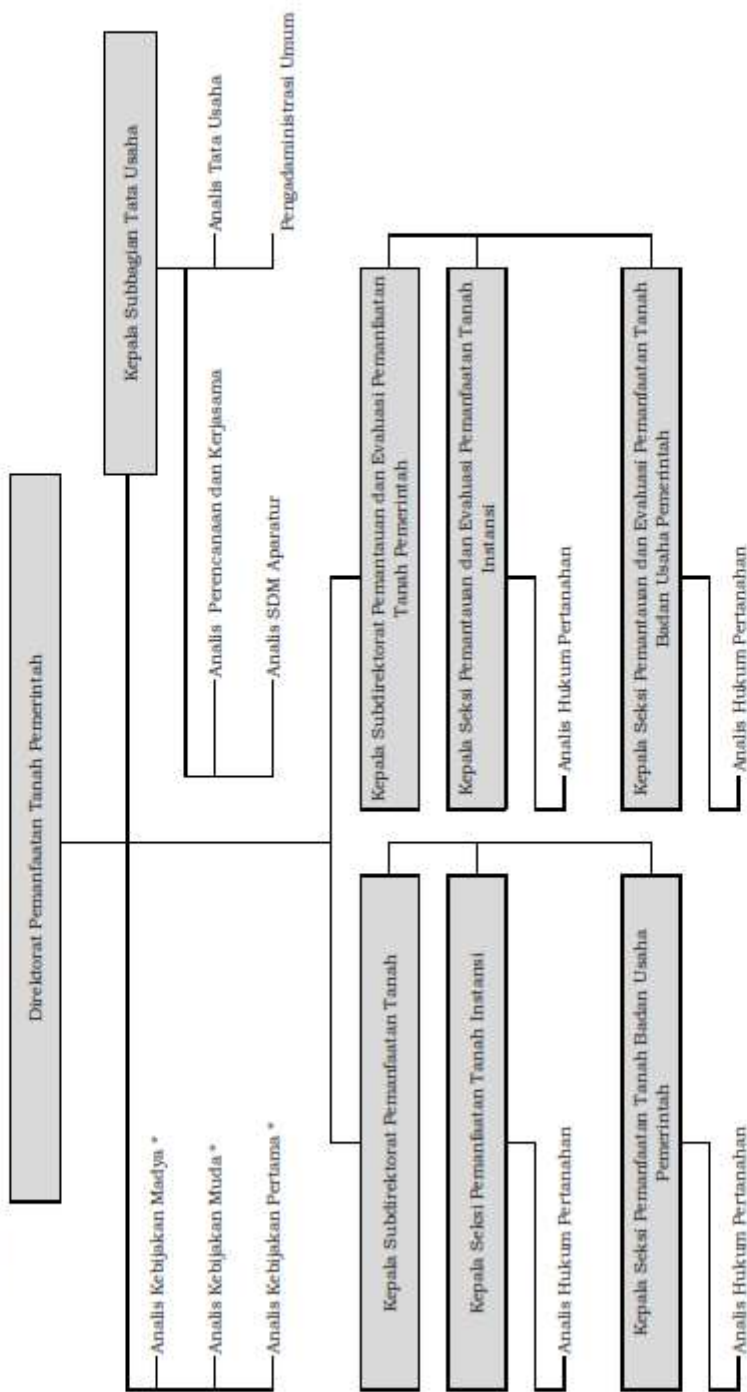 Direktorat Pemanfaatan Tanah Pemerintah
Kepala Subbagian Tata Usaha
Analis Kebijakan Madya *
Analis Kebijakan Muda *
Analis Kebijakan Pertama *
Analis Perencanaan dan Kerjasama
Analis SDM Aparatur
Analis Tata Usaha
Pengadaministrasi Umum
Kepala Subdirektorat Pemanfaatan Tanah
Kepala Seksi Pemanfaatan Tanah Instansi
Analis Hukum Pertanahan
Kepala Seksi Pemanfaatan Tanah Badan Usaha
Pemerintah
Analis Hukum Pertanahan
Kepala Subdirektorat Pemantauan dan Evaluasi Pemanfaatan
Tanah Pemerintah
Kepala Seksi Pemantauan dan Evaluasi Pemanfaatan Tanah
Instansi
Analis Hukum Pertanahan
Kepala Seksi Pemantauan dan Evaluasi Pemanfaatan Tanah
Badan Usaha Pemerintah
Analis Hukum Pertanahan